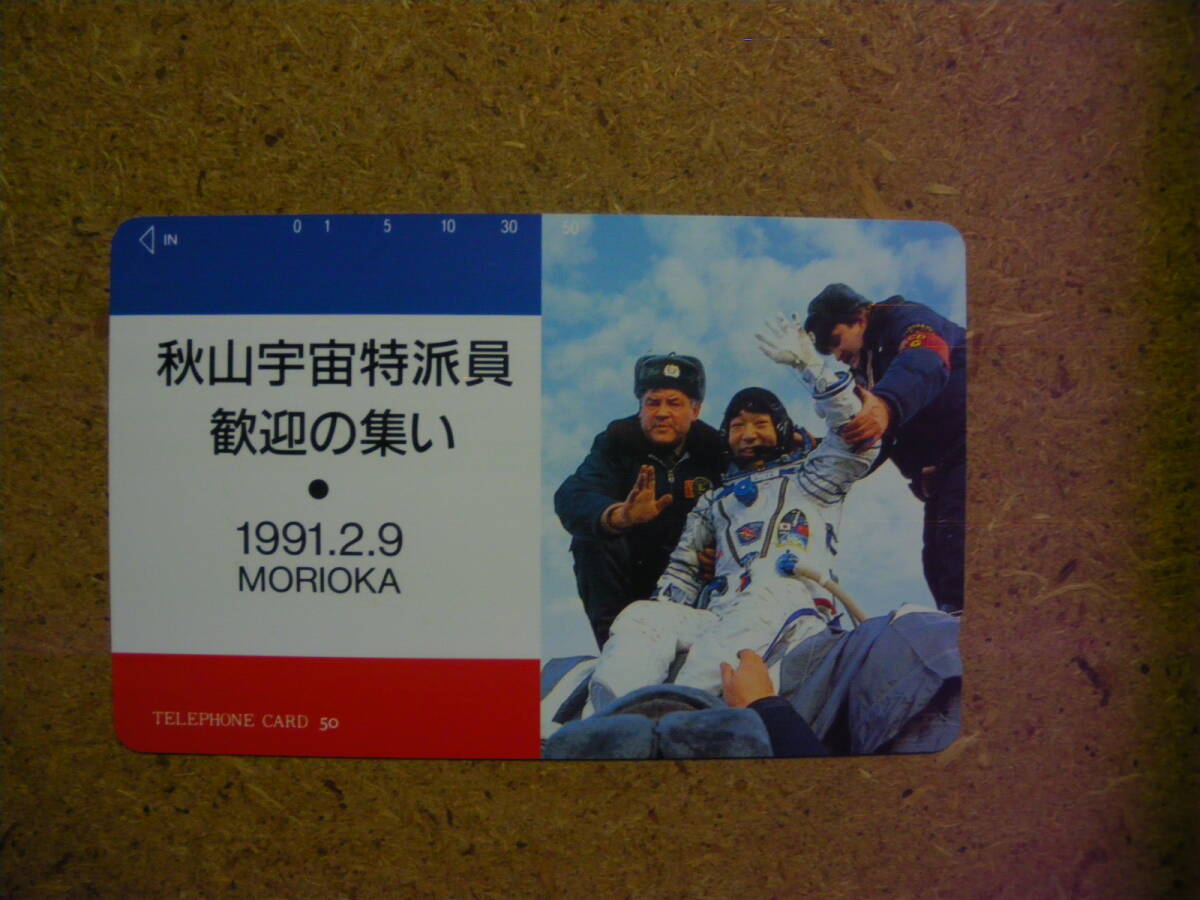 IN 0 1 5 10 30 50
秋山宇宙特派員
歓迎の集い
●
1991.2.9
MORIOKA
TELEPHONE CARD 50